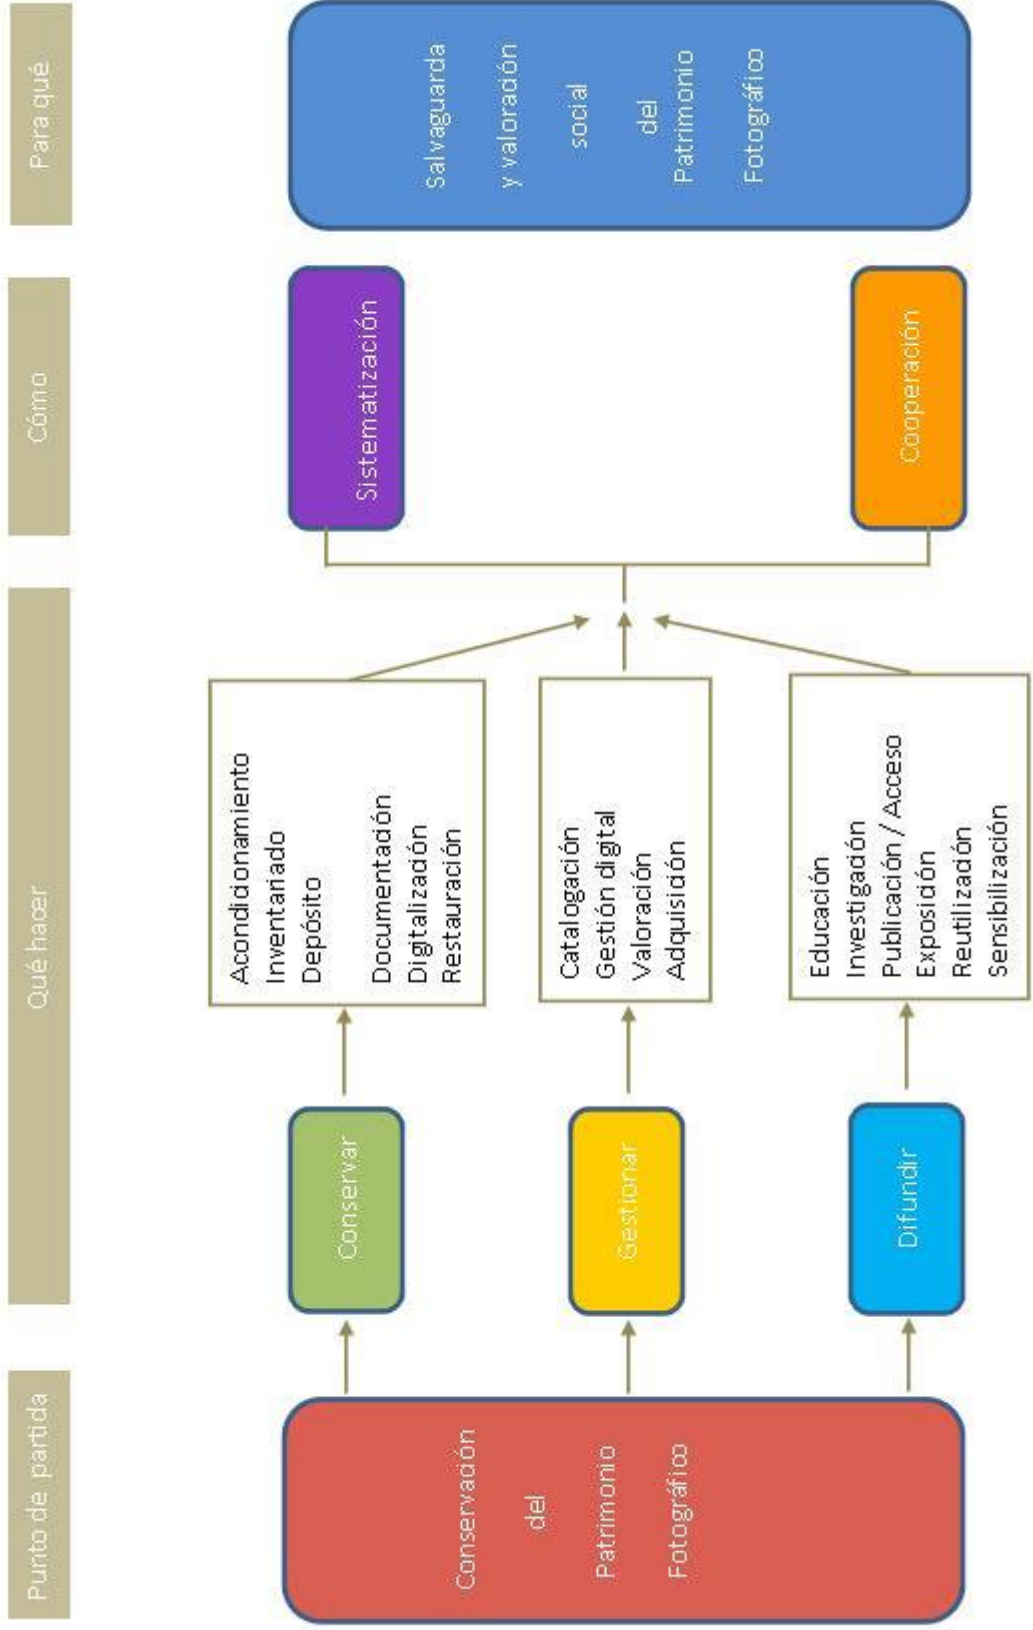 Punto de partida
Qué hacer
Cómo
Para qué
Conservación
del
Patrimonio
Fotográfico
Conservar
Gestionar
Difundir
Acondicionamiento
Inventariado
Depósito
Documentación
Digitalización
Restauración
Catalogación
Gestión digital
Valoración
Adquisición
Educación
Investigación
Publicación / Acceso
Exposición
Reutilización
Sensibilización
Sistematización
Cooperación
Salvaguarda
y valoración
social
del
Patrimonio
Fotográfico